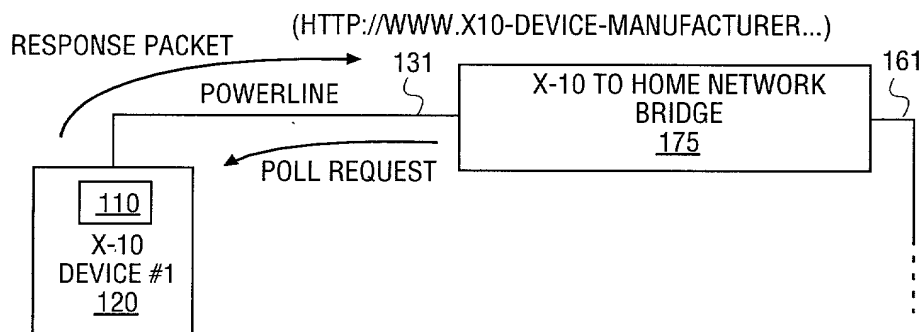 (HTTP://WWW.X10-DEVICE-MANUFACTURER...)
RESPONSE PACKET
131
161
POWERLINE
X-10 TO HOME NETWORK
BRIDGE
175
POLL REQUEST
110
X-10
DEVICE #1
120